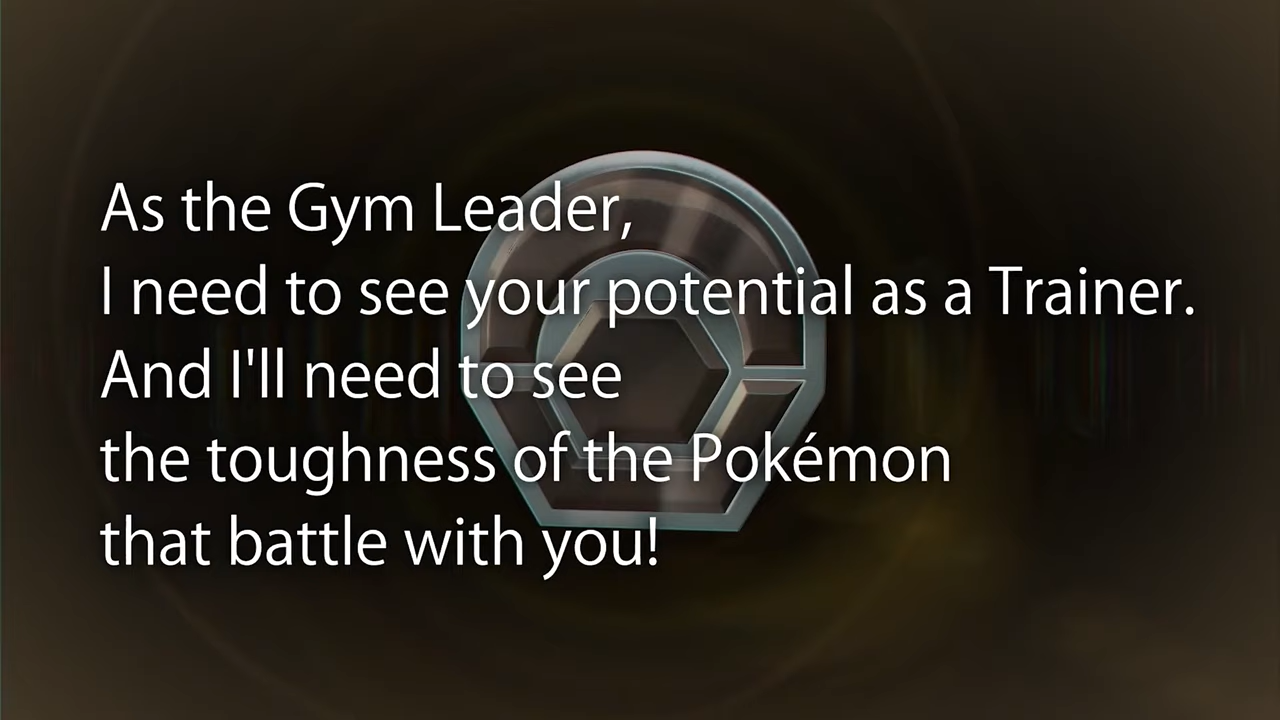 As the Gym Leader,
I need to see your potential as a Trainer.
And I'll need to see
the toughness of the Pokémon
that battle with you!